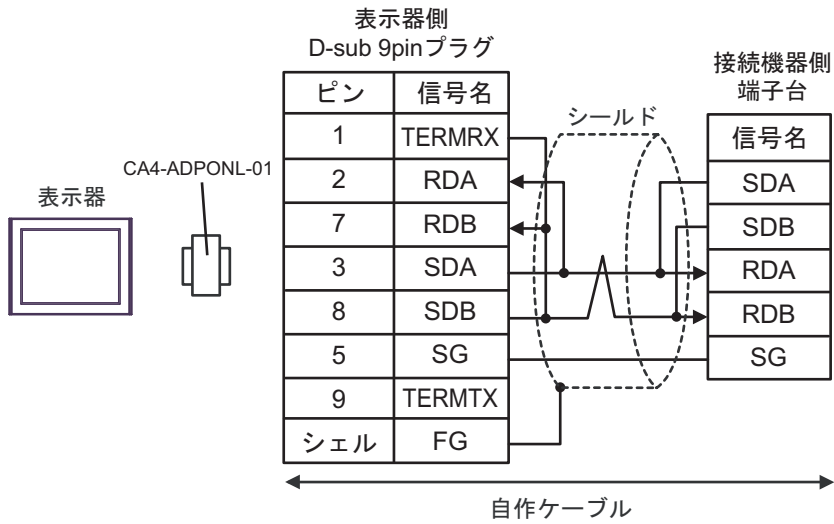 表示器側
D-sub 9pinプラグ
接続機器側
端子台
ピン 信号名
シールド
信号名
1 TERMRX
CA4-ADPONL-01
2 RDA
SDA
表示器
7 RDB
SDB
3 SDA
RDA
8 SDB
RDB
5 SG
SG
9 TERMTX
シェル FG
自作ケーブル